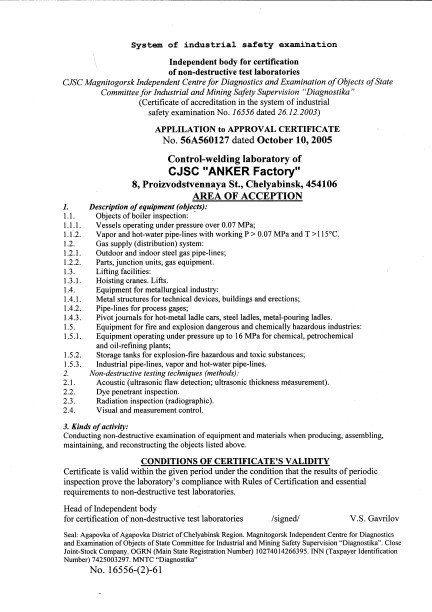 System of industrial safety examination
Independent body for certification
of non-destructive test laboratories
CJSC Magnitogorsk Independent Centre for Diagnostics and Examination of Objects of State
Committee for Industrial and Mining Safety Supervision "Diagnostika"
(Certificate of accreditation in the system of industrial
safety examination No. 16556 dated 26.12.2003)
APPLILATION to APPROVAL CERTIFICATE
No. 56A560127 dated October 10, 2005
Control-welding laboratory of
CJSC "ANKER Factory"
8, Proizvodstvennaya St., Chelyabinsk, 454106
AREA OF ACCEPTION
1. Description of equipment (objects):
1.1. Objects of boiler inspection:
1.1.1. Vessels operating under pressure over 0.07 MPa;
1.1.2. Vapor and hot-water pipe-lines with working P > 0.07 MPa and T >115°C.
1.2. Gas supply (distribution) system:
1.2.1. Outdoor and indoor steel gas pipe-lines;
1.2.2. Parts, junction units, gas equipment.
1.3. Lifting facilities:
1.3.1. Hoisting cranes. Lifts.
1.4. Equipment for metallurgical industry:
1.4.1. Metal structures for technical devices, buildings and erections;
1.4.2. Pipe-lines for process gases;
1.4.3. Pivot journals for hot-metal ladle cars, steel ladles, metal-pouring ladles.
1.5. Equipment for fire and explosion dangerous and chemically hazardous industries:
1.5.1. Equipment operating under pressure up to 16 MPa for chemical, petrochemical
and oil-refining plants;
1.5.2. Storage tanks for explosion-fire hazardous and toxic substances;
1.5.3. Industrial pipe-lines, vapor and hot-water pipe-lines.
2. Non-destructive testing techniques (methods):
2.1. Acoustic (ultrasonic flaw detection; ultrasonic thickness measurement).
2.2. Dye penetrant inspection.
2.3. Radiation inspection (radiographic).
2.4. Visual and measurement control.
3. Kinds of activity:
Conducting non-destructive examination of equipment and materials when producing, assembling,
maintaining, and reconstructing the objects listed above.
CONDITIONS OF CERTIFICATE'S VALIDITY
Certificate is valid within the given period under the condition that the results of periodic
inspection prove the laboratory's compliance with Rules of Certification and essential
requirements to non-destructive test laboratories.
Head of Independent body
for certification of non-destructive test laboratories /signed/ V.S. Gavrilov
Seal: Agapovka of Agapovka District of Chelyabinsk Region. Magnitogorsk Independent Centre for Diagnostics
and Examination of Objects of State Committee for Industrial and Mining Safety Supervision "Diagnostika". Close
Joint-Stock Company. OGRN (Main State Registration Number) 10274014266395. INN (Taxpayer Identification
Number) 7425003297. MNTC "Diagnostika"
No. 16556-(2)-61